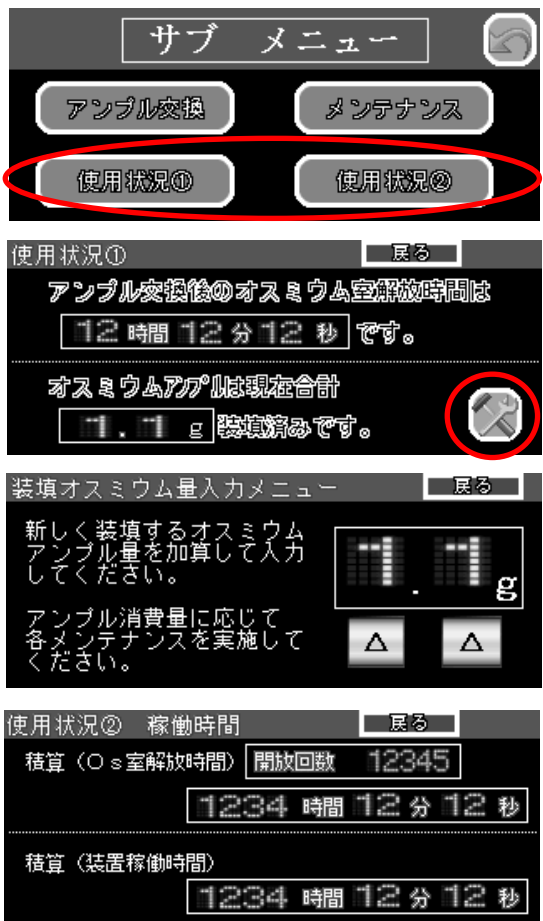 サブ メニュー
アンプル交換 メンテナンス
使用状況① 使用状況②
使用状況① 戻る
アンプル交換後のオスミウム室解放時間は
12 時間 12 分 12 秒 です。
オスミウムアンプルは現在合計
1.1 g 装填済みです。
装填オスミウム量入力メニュー 戻る
新しく装填するオスミウム
アンプル量を加算して入力
してください。
1.1 g
アンプル消費量に応じて
各メンテナンスを実施して
ください。
△ △
使用状況② 稼働時間 戻る
積算（Os室解放時間） 開放回数 12345
1234 時間 12 分 12 秒
積算（装置稼働時間）
1234 時間 12 分 12 秒